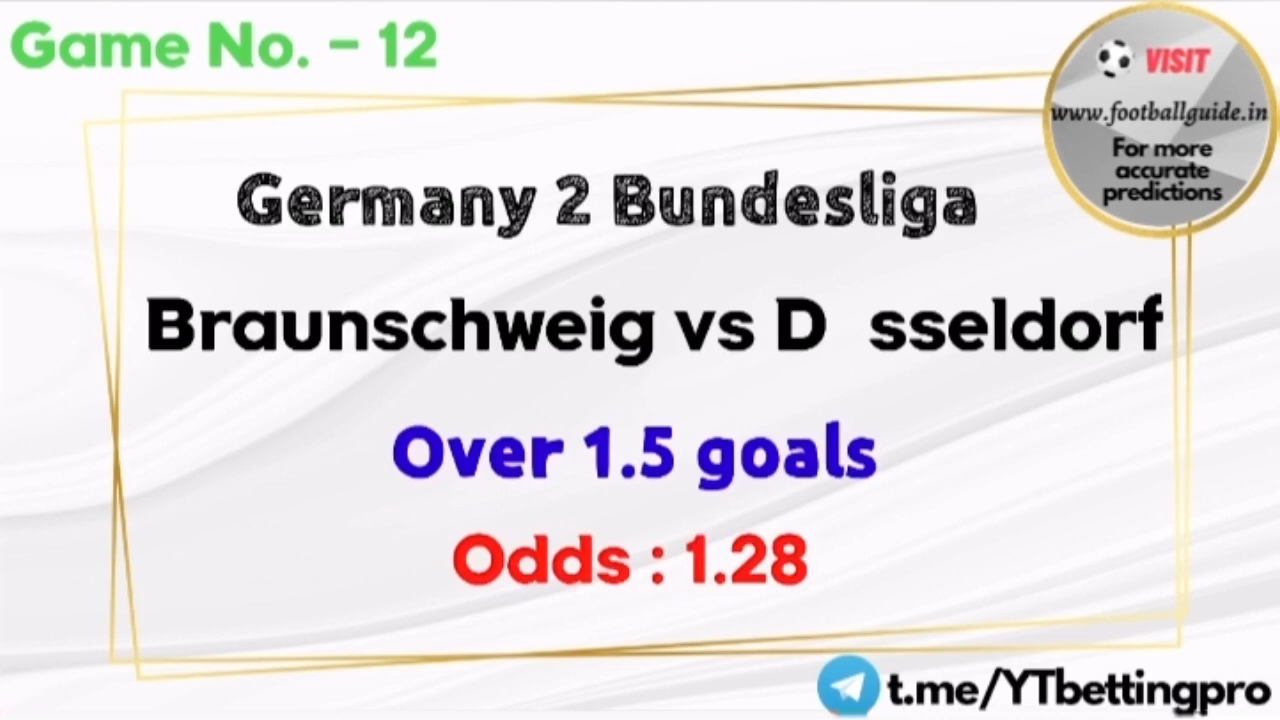 Game No. - 12
VISIT
www.footballguide.in
For more
accurate
predictions
Germany 2 Bundesliga
Braunschweig vs D  sseldorf
Over 1.5 goals
Odds : 1.28
t.me/YTbettingpro